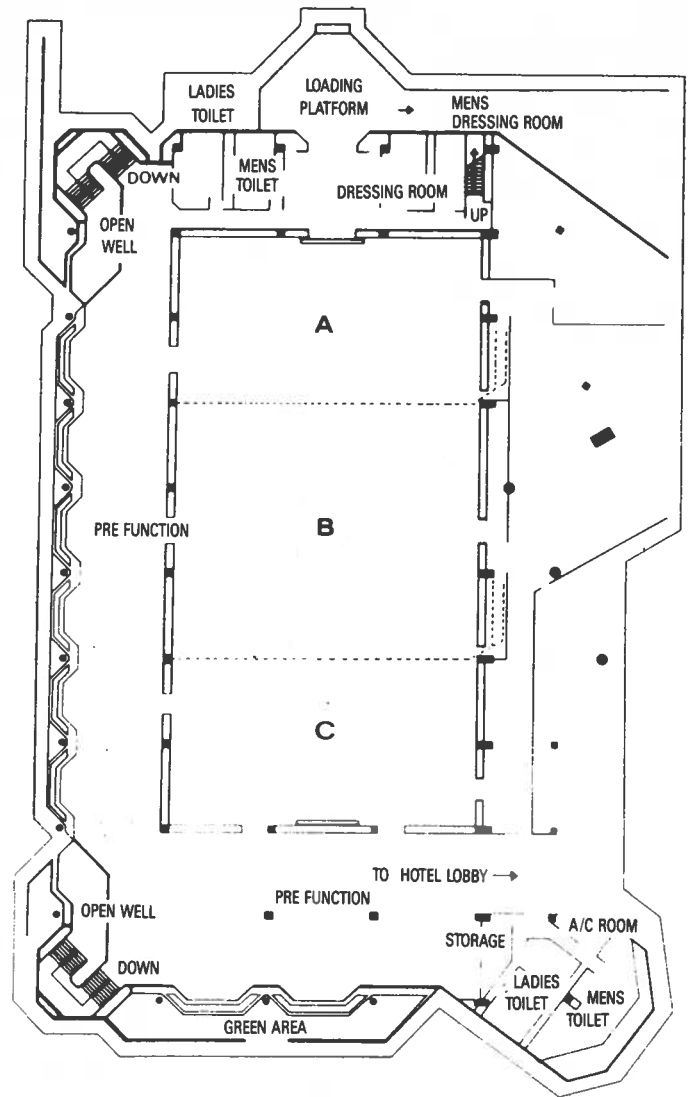 LADIES
TOILET
LOADING
PLATFORM →
MENS
DRESSING ROOM
DOWN
MENS
TOILET
DRESSING ROOM
UP
OPEN
WELL
A
PRE FUNCTION
B
C
TO HOTEL LOBBY →
PRE FUNCTION
OPEN WELL
A/C ROOM
STORAGE
DOWN
LADIES
TOILET
MENS
TOILET
GREEN AREA